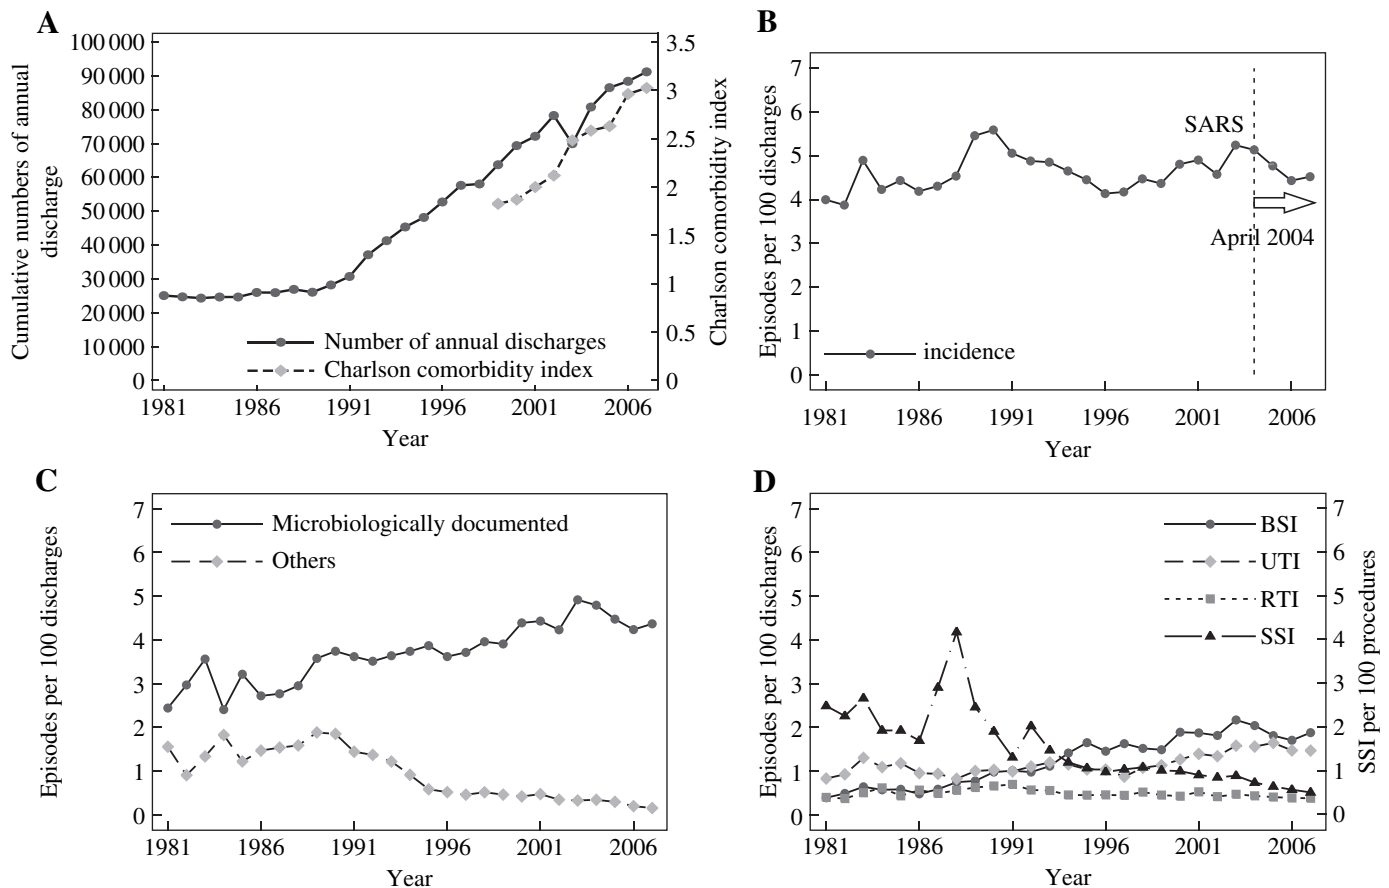 A
100 000
90 000
80 000
70 000
60 000
50 000
40 000
30 000
20 000
10 000
0
Cumulative numbers of annual
discharge
3.5
3
2.5
2
1.5
1
0.5
0
Charlson comorbidity index
Number of annual discharges
Charlson comorbidity index
1981 1986 1991 1996 2001 2006
Year
B
7
6
5
4
3
2
1
0
Episodes per 100 discharges
SARS
April 2004
incidence
1981 1986 1991 1996 2001 2006
Year
C
7
6
5
4
3
2
1
0
Episodes per 100 discharges
Microbiologically documented
Others
1981 1986 1991 1996 2001 2006
Year
D
7
6
5
4
3
2
1
0
Episodes per 100 discharges
BSI
UTI
RTI
SSI
7
6
5
4
3
2
1
0
SSI per 100 procedures
1981 1986 1991 1996 2001 2006
Year